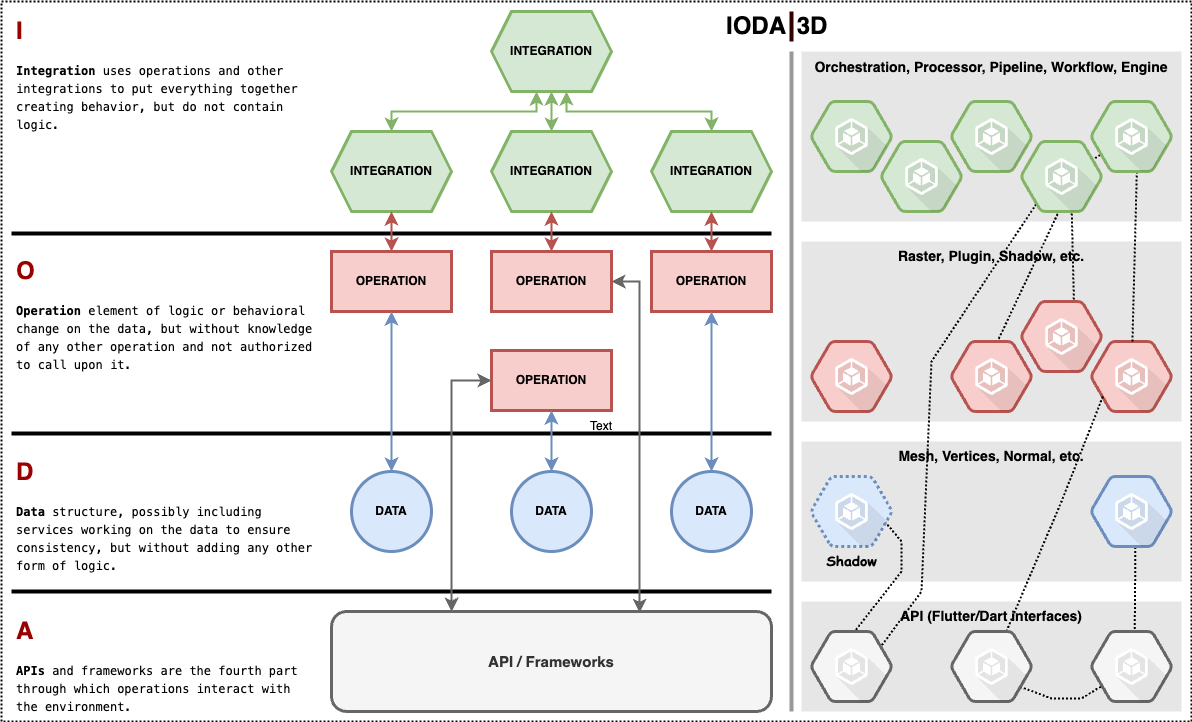 IODA 3D
I
Integration uses operations and other
integrations to put everything together
creating behavior, but do not contain
logic.
INTEGRATION
INTEGRATION
INTEGRATION
INTEGRATION
O
Operation element of logic or behavioral
change on the data, but without knowledge
of any other operation and not authorized
to call upon it.
OPERATION
OPERATION
OPERATION
OPERATION
Text
D
Data structure, possibly including
services working on the data to ensure
consistency, but without adding any other
form of logic.
DATA
DATA
DATA
A
APIs and frameworks are the fourth part
through which operations interact with
the environment.
API / Frameworks
Orchestration, Processor, Pipeline, Workflow, Engine
Raster, Plugin, Shadow, etc.
Mesh, Vertices, Normal, etc.
Shadow
API (Flutter/Dart interfaces)